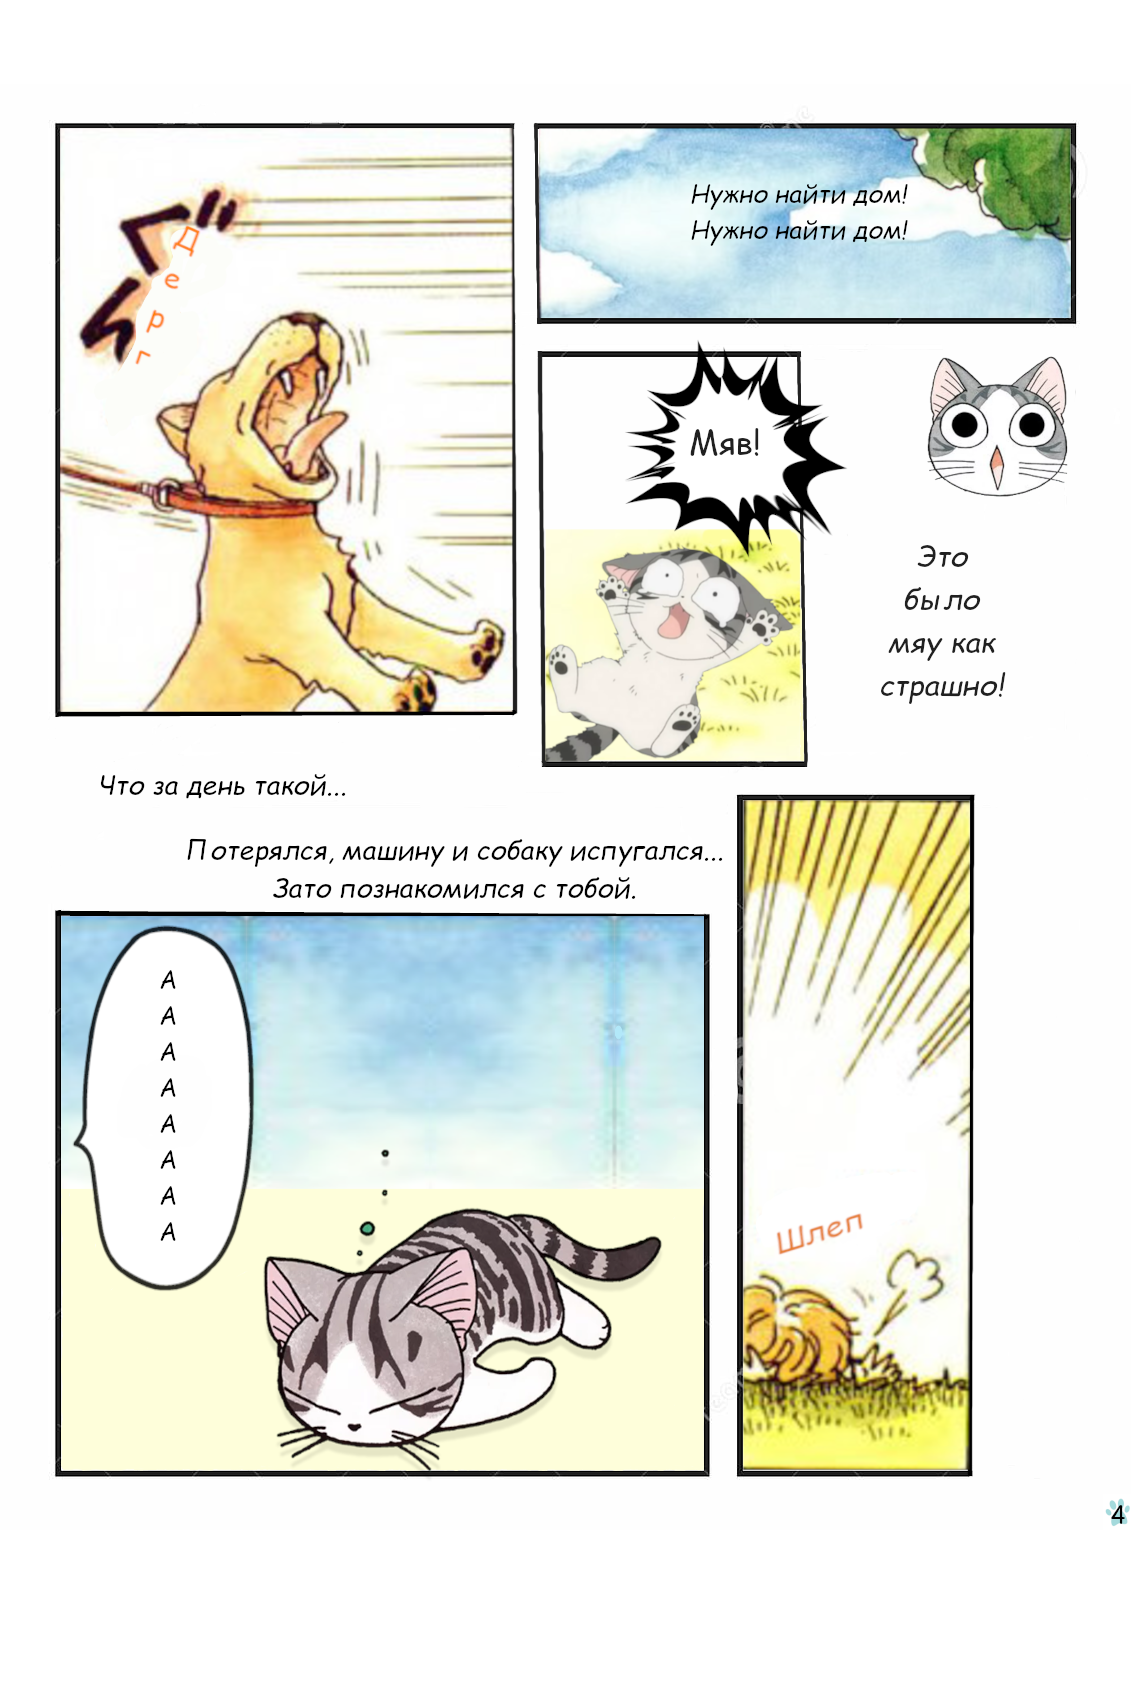 Дерг
Нужно найти дом!
Нужно найти дом!
Мяв!
Это
было
мяу как
страшно!
Что за день такой...
Потерялся, машину и собаку испугался...
Зато познакомился с тобой.
А
А
А
А
А
А
А
А
Шлеп
4